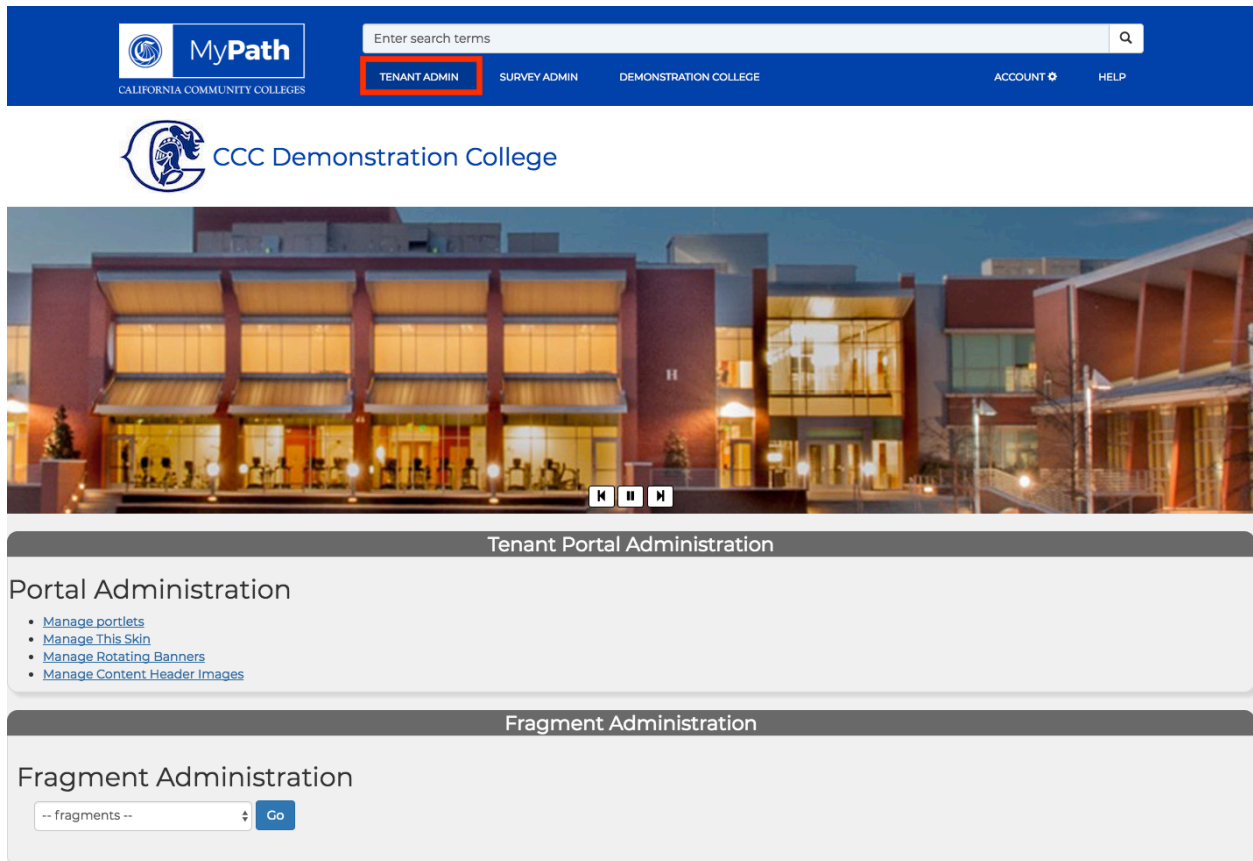 MyPath
CALIFORNIA COMMUNITY COLLEGES
Enter search terms
TENANT ADMIN SURVEY ADMIN DEMONSTRATION COLLEGE ACCOUNT HELP
CCC Demonstration College
H
Tenant Portal Administration
Portal Administration
Manage portlets
Manage This Skin
Manage Rotating Banners
Manage Content Header Images
Fragment Administration
Fragment Administration
-- fragments -- Go